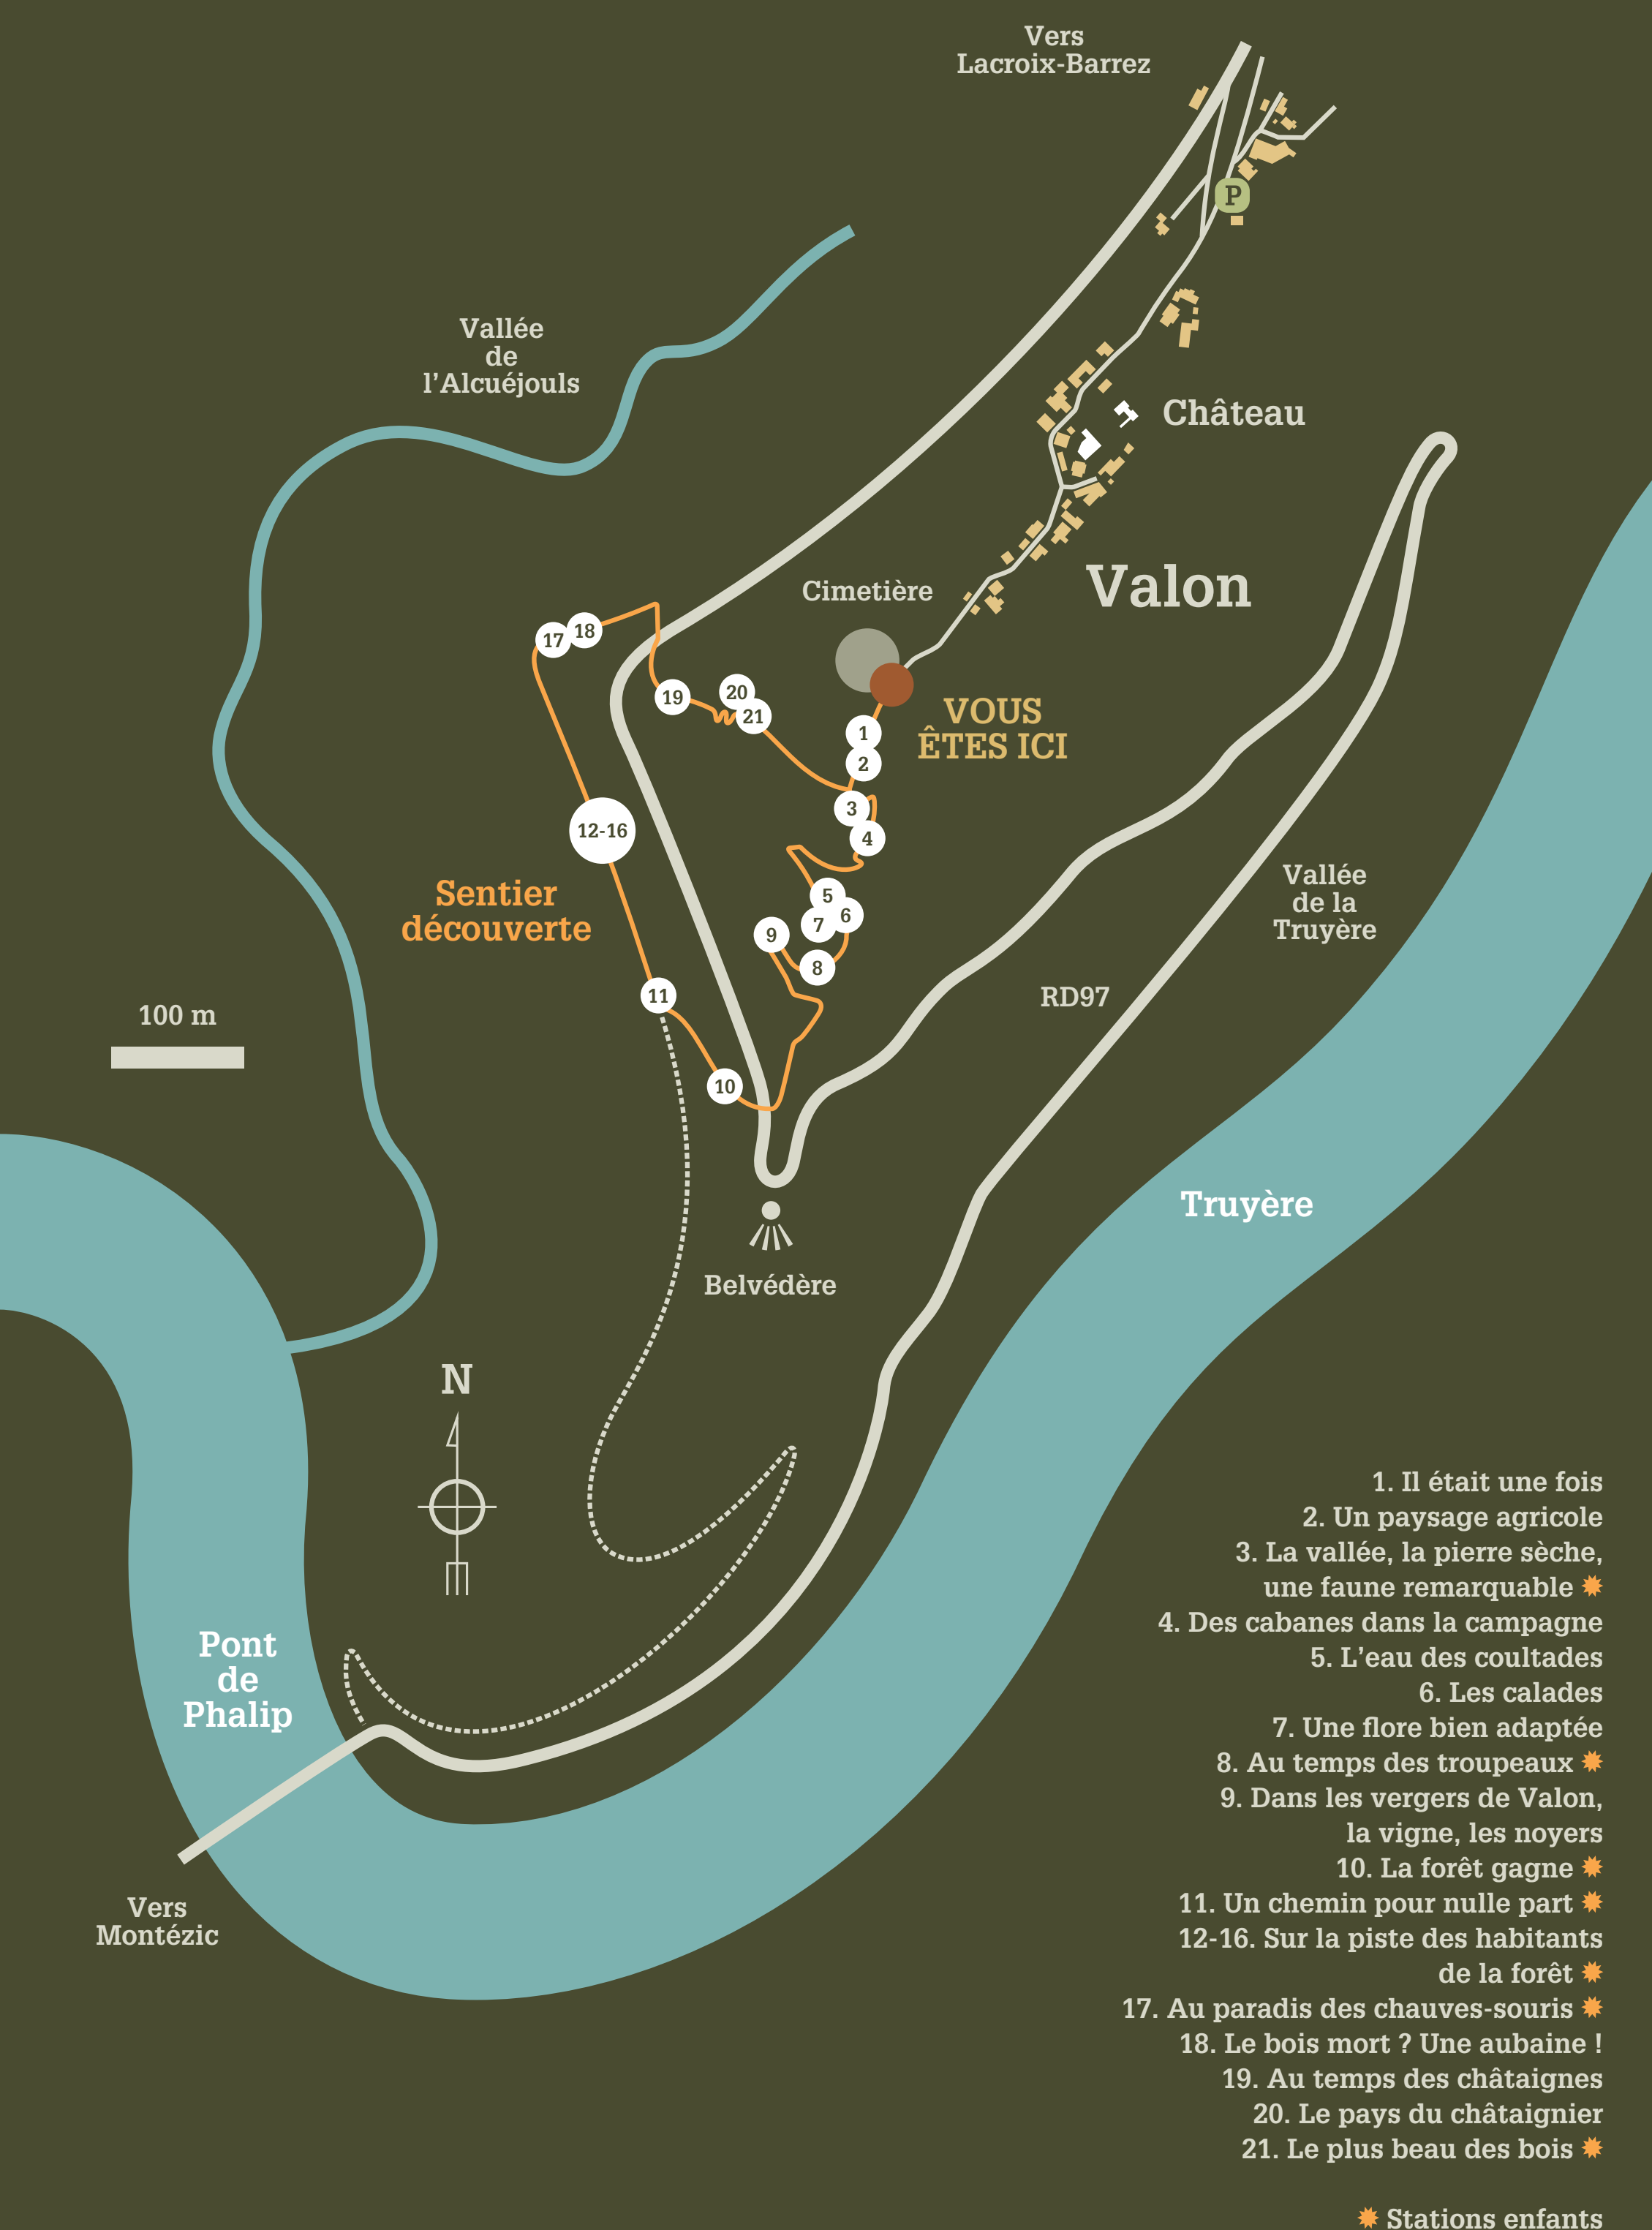 Vers
Lacroix-Barrez
P
Vallée
de
l’Alcuéjouls
Château
Valon
Cimetière
17
18
19
20
21
VOUS
ÊTES ICI
1
2
3
4
12-16
Sentier
découverte
5
6
7
9
8
Vallée
de la
Truyère
11
RD97
100 m
10
Truyère
Belvédère
N
Pont
de
Phalip
Vers
Montézic
1. Il était une fois
2. Un paysage agricole
3. La vallée, la pierre sèche,
une faune remarquable
4. Des cabanes dans la campagne
5. L’eau des coultades
6. Les calades
7. Une flore bien adaptée
8. Au temps des troupeaux
9. Dans les vergers de Valon,
la vigne, les noyers
10. La forêt gagne
11. Un chemin pour nulle part
12-16. Sur la piste des habitants
de la forêt
17. Au paradis des chauves-souris
18. Le bois mort ? Une aubaine !
19. Au temps des châtaignes
20. Le pays du châtaignier
21. Le plus beau des bois
Stations enfants